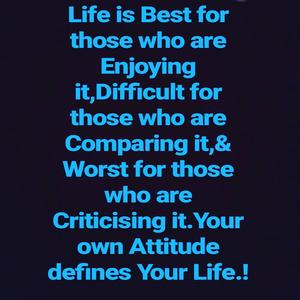 Life is Best for
those who are
Enjoying
it,Difficult for
those who are
Comparing it,&
Worst for those
who are
Criticising it.Your
own Attitude
defines Your Life.!